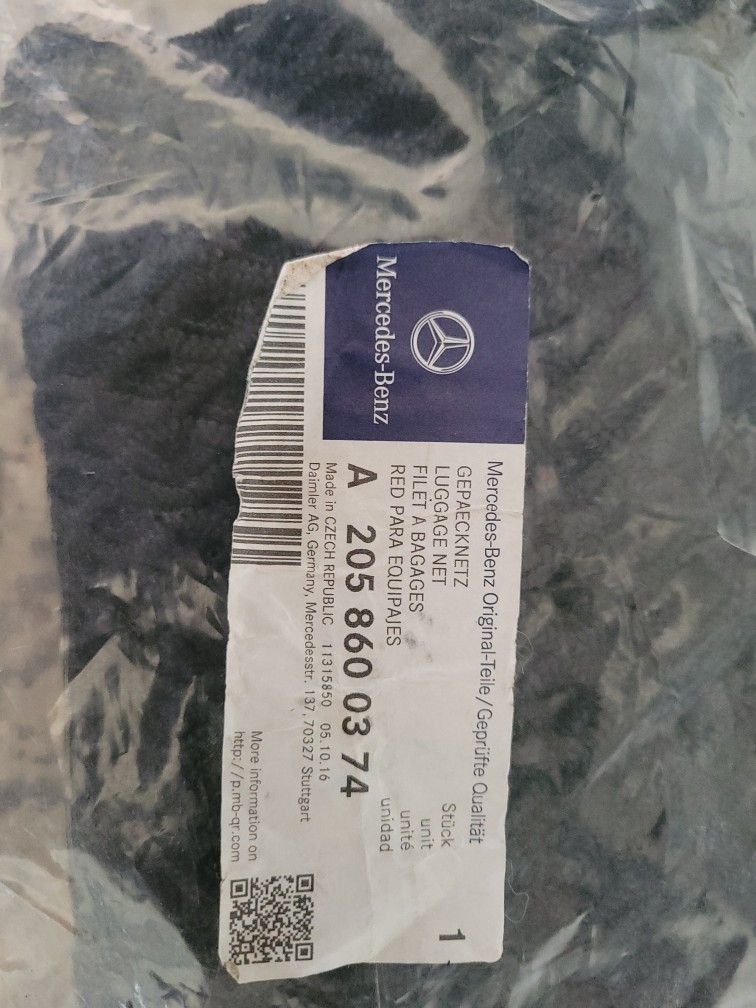 Mercedes-Benz
Mercedes-Benz Original-Teile/Geprüfte Qualität
GEPAECKNETZ
LUGGAGE NET
FILET A BAGAGES
RED PARA EQUIPAJES
Stück
unit
unité
unidad
1
A 205 860 03 74
Made in CZECH REPUBLIC 11315850 05.10.16
Daimler AG, Germany, Mercedesstr. 137, 70327 Stuttgart
More information on
http://p.mb-qr.com